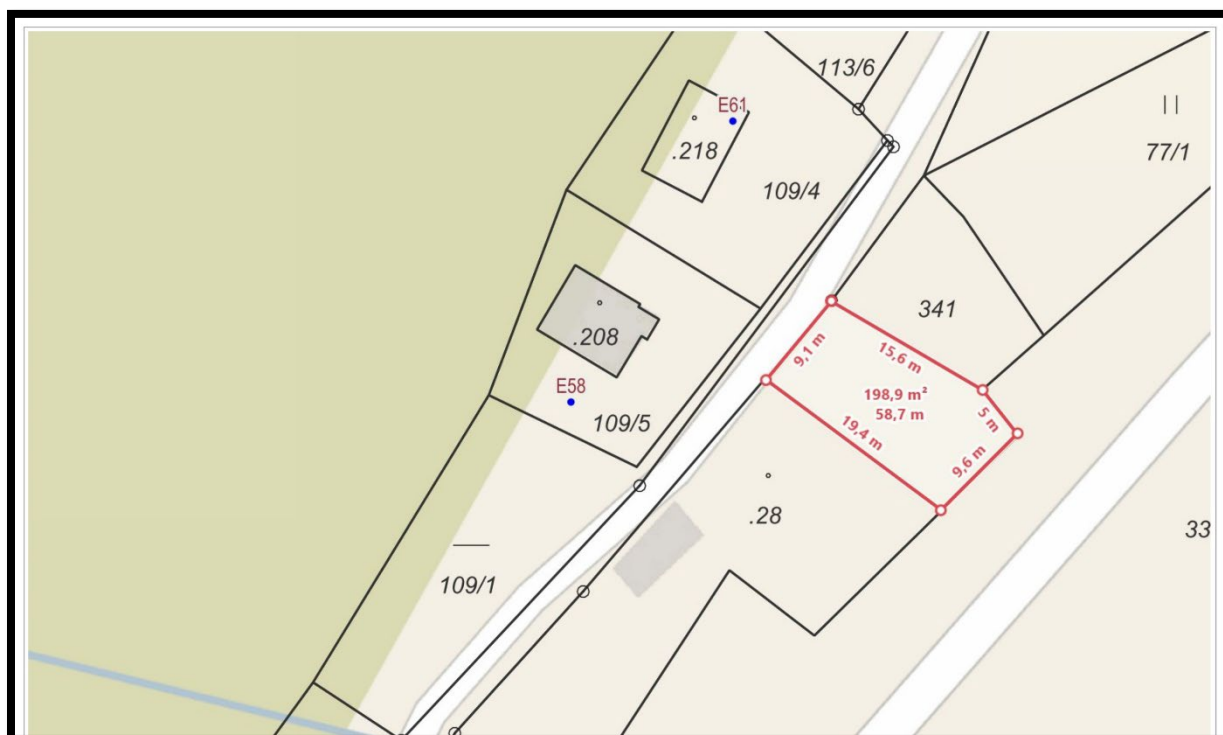 113/6
E61
.218
77/1
109/4
341
9,1 m
15,6 m
.208
198,9 m²
58,7 m
5 m
E58
109/5
19,4 m
9,6 m
.28
33
109/1